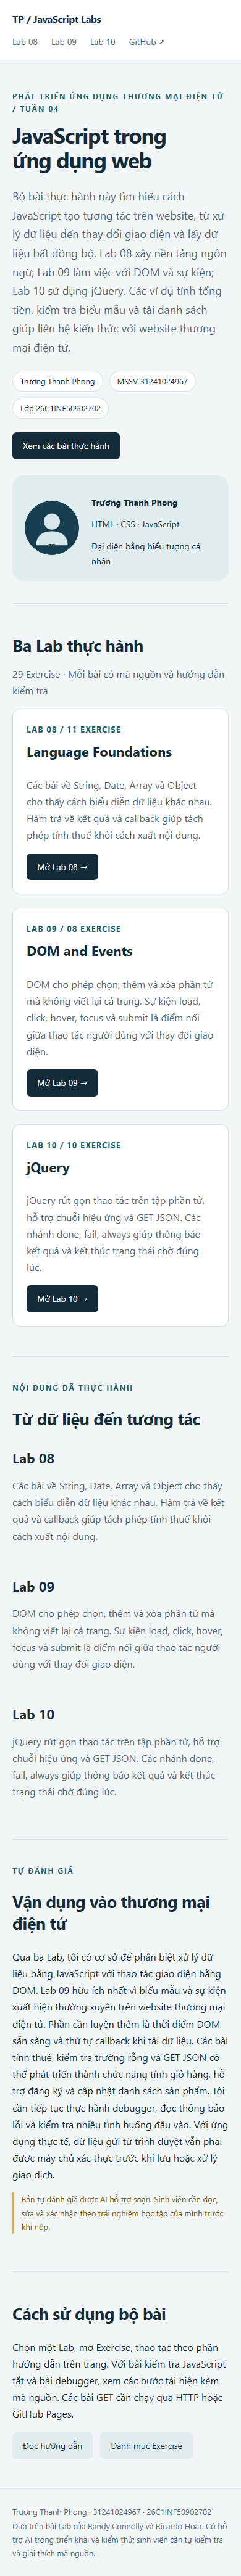 TP / JavaScript Labs
Lab 08 Lab 09 Lab 10 GitHub ↗
PHÁT TRIỂN ỨNG DỤNG THƯƠNG MẠI ĐIỆN TỬ
/ TUẦN 04
JavaScript trong
ứng dụng web
Bộ bài thực hành này tìm hiểu cách
JavaScript tạo tương tác trên website, từ xử
lý dữ liệu đến thay đổi giao diện và lấy dữ
liệu bất đồng bộ. Lab 08 xây nền tảng ngôn
ngữ; Lab 09 làm việc với DOM và sự kiện;
Lab 10 sử dụng jQuery. Các ví dụ tính tổng
tiền, kiểm tra biểu mẫu và tải danh sách
giúp liên hệ kiến thức với website thương
mại điện tử.
Trương Thanh Phong MSSV 31241024967
Lớp 26C1INF50902702
Xem các bài thực hành
Trương Thanh Phong
HTML · CSS · JavaScript
Đại diện bằng biểu tượng cá
nhân
Ba Lab thực hành
29 Exercise · Mỗi bài có mã nguồn và hướng dẫn
kiểm tra
LAB 08 / 11 EXERCISE
Language Foundations
Các bài về String, Date, Array và Object
cho thấy cách biểu diễn dữ liệu khác nhau.
Hàm trả về kết quả và callback giúp tách
phép tính thuế khỏi cách xuất nội dung.
Mở Lab 08 →
LAB 09 / 08 EXERCISE
DOM and Events
DOM cho phép chọn, thêm và xóa phần tử
mà không viết lại cả trang. Sự kiện load,
click, hover, focus và submit là điểm nối
giữa thao tác người dùng với thay đổi giao
diện.
Mở Lab 09 →
LAB 10 / 10 EXERCISE
jQuery
jQuery rút gọn thao tác trên tập phần tử,
hỗ trợ chuỗi hiệu ứng và GET JSON. Các
nhánh done, fail, always giúp thông báo
kết quả và kết thúc trạng thái chờ đúng
lúc.
Mở Lab 10 →
NỘI DUNG ĐÃ THỰC HÀNH
Từ dữ liệu đến tương tác
Lab 08
Các bài về String, Date, Array và Object cho thấy
cách biểu diễn dữ liệu khác nhau. Hàm trả về kết
quả và callback giúp tách phép tính thuế khỏi
cách xuất nội dung.
Lab 09
DOM cho phép chọn, thêm và xóa phần tử mà
không viết lại cả trang. Sự kiện load, click, hover,
focus và submit là điểm nối giữa thao tác người
dùng với thay đổi giao diện.
Lab 10
jQuery rút gọn thao tác trên tập phần tử, hỗ trợ
chuỗi hiệu ứng và GET JSON. Các nhánh done,
fail, always giúp thông báo kết quả và kết thúc
trạng thái chờ đúng lúc.
TỰ ĐÁNH GIÁ
Vận dụng vào thương mại
điện tử
Qua ba Lab, tôi có cơ sở để phân biệt xử lý dữ
liệu bằng JavaScript với thao tác giao diện bằng
DOM. Lab 09 hữu ích nhất vì biểu mẫu và sự kiện
xuất hiện thường xuyên trên website thương mại
điện tử. Phần cần luyện thêm là thời điểm DOM
sẵn sàng và thứ tự callback khi tải dữ liệu. Các bài
tính thuế, kiểm tra trường rỗng và GET JSON có
thể phát triển thành chức năng tính giỏ hàng, hỗ
trợ đăng ký và cập nhật danh sách sản phẩm. Tôi
cần tiếp tục thực hành debugger, đọc thông báo
lỗi và kiểm tra nhiều tình huống đầu vào. Với ứng
dụng thực tế, dữ liệu gửi từ trình duyệt vẫn phải
được máy chủ xác thực trước khi lưu hoặc xử lý
giao dịch.
Bản tự đánh giá được AI hỗ trợ soạn. Sinh viên cần đọc,
sửa và xác nhận theo trải nghiệm học tập của mình trước
khi nộp.
Cách sử dụng bộ bài
Chọn một Lab, mở Exercise, thao tác theo phần
hướng dẫn trên trang. Với bài kiểm tra JavaScript
tắt và bài debugger, xem các bước tái hiện kèm
mã nguồn. Các bài GET cần chạy qua HTTP hoặc
GitHub Pages.
Đọc hướng dẫn Danh mục Exercise
Trương Thanh Phong · 31241024967 · 26C1INF50902702
Dựa trên bài Lab của Randy Connolly và Ricardo Hoar. Có hỗ
trợ AI trong triển khai và kiểm thử; sinh viên cần tự kiểm tra
và giải thích mã nguồn.